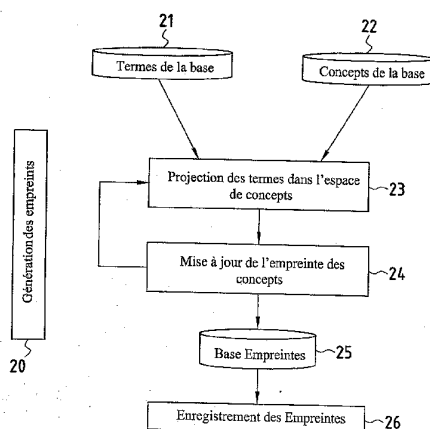 21
22
Termes de la base
Concepts de la base
Projection des termes dans l'espace
de concepts
23
Mise à jour de l'empreinte des
concepts
24
Génération des empreints
20
Base Empreintes
25
Enregistrement des Empreintes
26